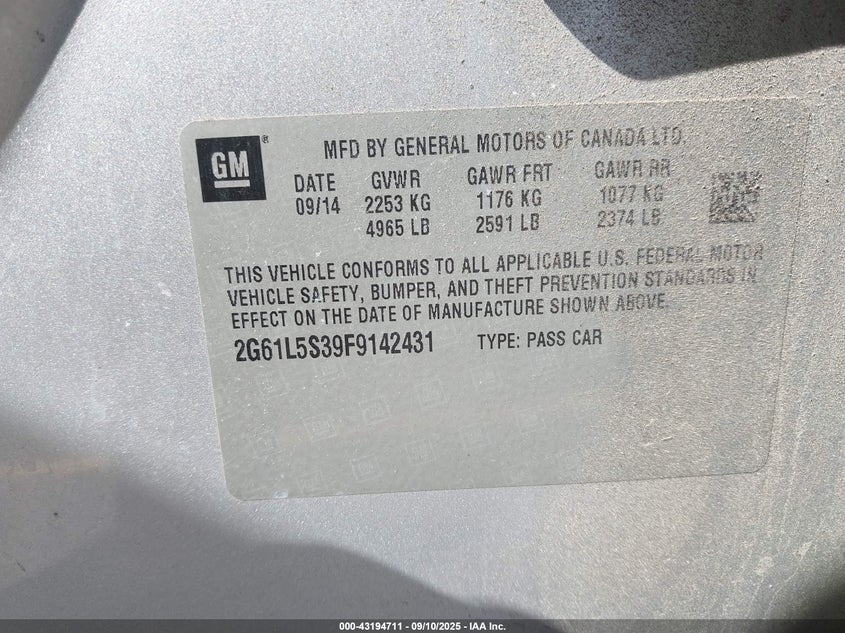 GM®
MFD BY GENERAL MOTORS OF CANADA LTD.
DATE GVWR GAWR FRT GAWR RR
09/14 2253 KG 1176 KG 1077 KG
4965 LB 2591 LB 2374 LB
THIS VEHICLE CONFORMS TO ALL APPLICABLE U.S. FEDERAL MOTOR
VEHICLE SAFETY, BUMPER, AND THEFT PREVENTION STANDARDS IN
EFFECT ON THE DATE OF MANUFACTURE SHOWN ABOVE.
2G61L5S39F9142431 TYPE: PASS CAR
000-43194711 - 09/10/2025 - IAA Inc.